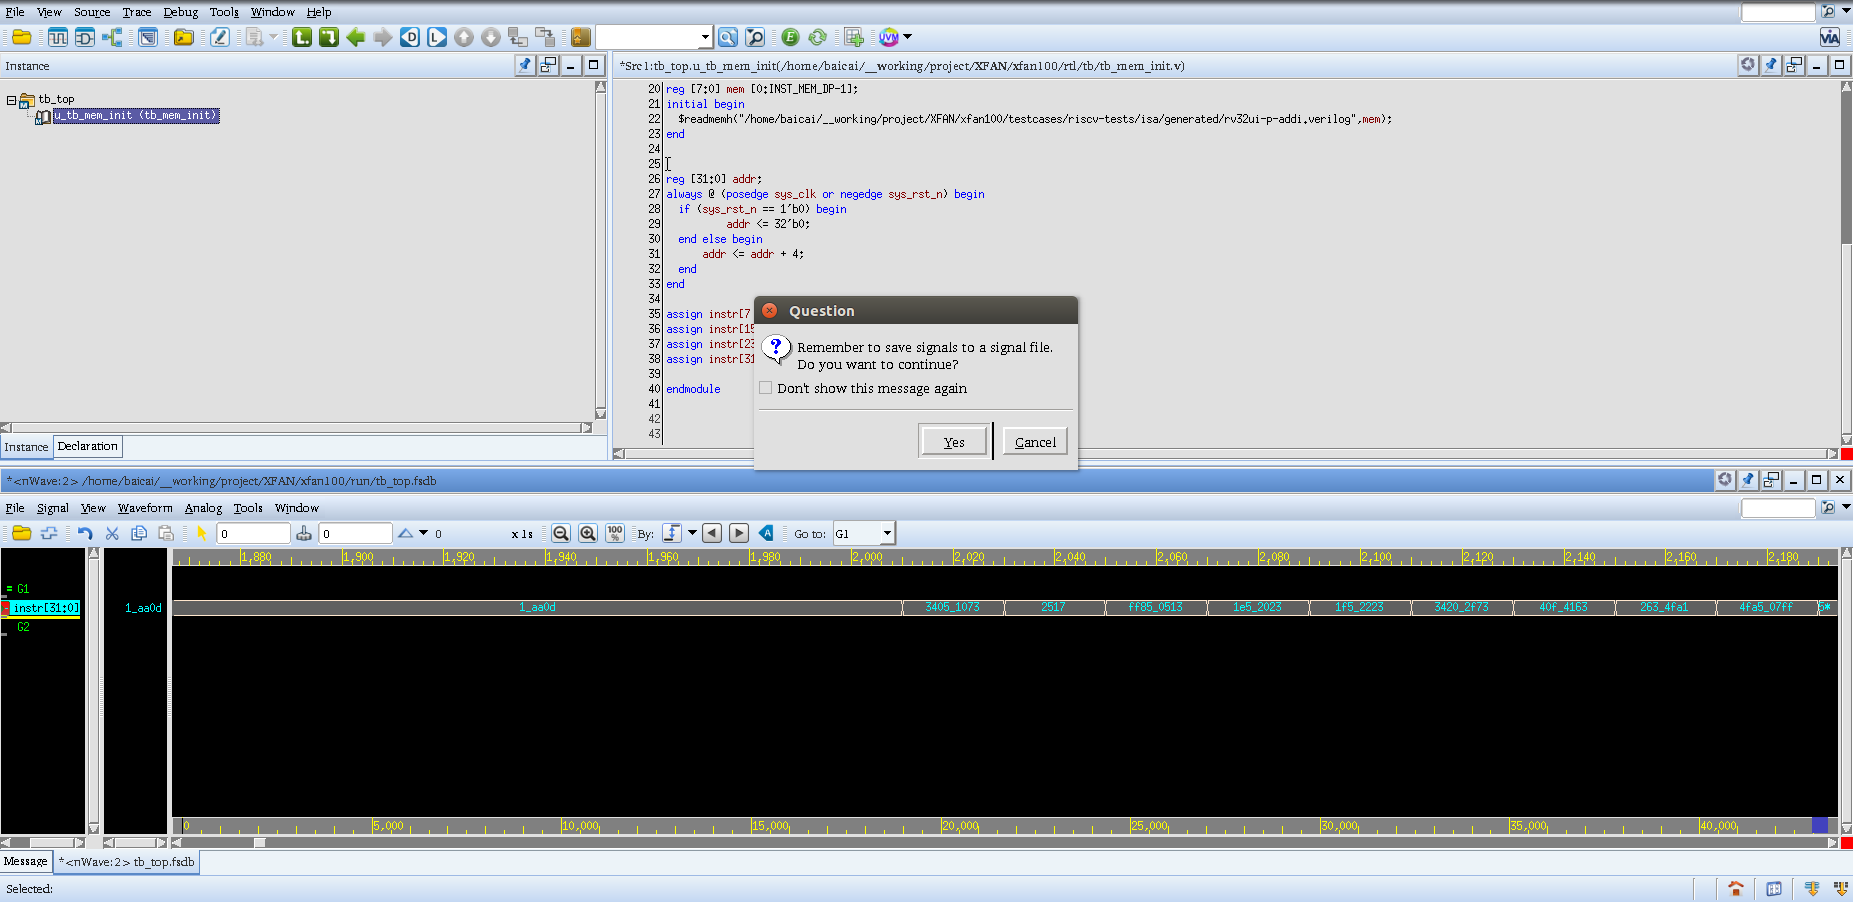 File View Source Trace Debug Tools Window Help
Instance
*Src1:tb_top.u_tb_mem_init(/home/baicai/__working/project/XFAN/xfan100/rtl/tb/tb_mem_init.v)
tb_top
u_tb_mem_init (tb_mem_init)
20 reg [7:0] mem [0:INST_MEM_DP-1];
21 initial begin
22 $readmemh("/home/baicai/__working/project/XFAN/xfan100/testcases/riscv-tests/isa/generated/rv32ui-p-addi.verilog",mem);
23 end
24
25
26 reg [31:0] addr;
27 always @ (posedge sys_clk or negedge sys_rst_n) begin
28 if (sys_rst_n == 1'b0) begin
29 addr <= 32'b0;
30 end else begin
31 addr <= addr + 4;
32 end
33 end
34
35 assign instr[7
36 assign instr[15
37 assign instr[23
38 assign instr[31
39
40 endmodule
41
42
43
Question
Remember to save signals to a signal file.
Do you want to continue?
Don't show this message again
Yes Cancel
Instance Declaration
*<nWave:2> /home/baicai/__working/project/XFAN/xfan100/run/tb_top.fsdb
File Signal View Waveform Analog Tools Window
0 0 0 x 1s 100 % By: Go to: G1
1,880 1,900 1,920 1,940 1,960 1,980 2,000 2,020 2,040 2,060 2,080 2,100 2,120 2,140 2,160 2,180
= G1
instr[31:0] 1_aa0d 1_aa0d 3405_1073 2517 ff85_0513 1e5_2023 1f5_2223 3420_2f73 40f_4163 263_4fa1 4fa5_07ff 5*
G2
0 5,000 10,000 15,000 20,000 25,000 30,000 35,000 40,000
Message *<nWave:2> tb_top.fsdb
Selected: